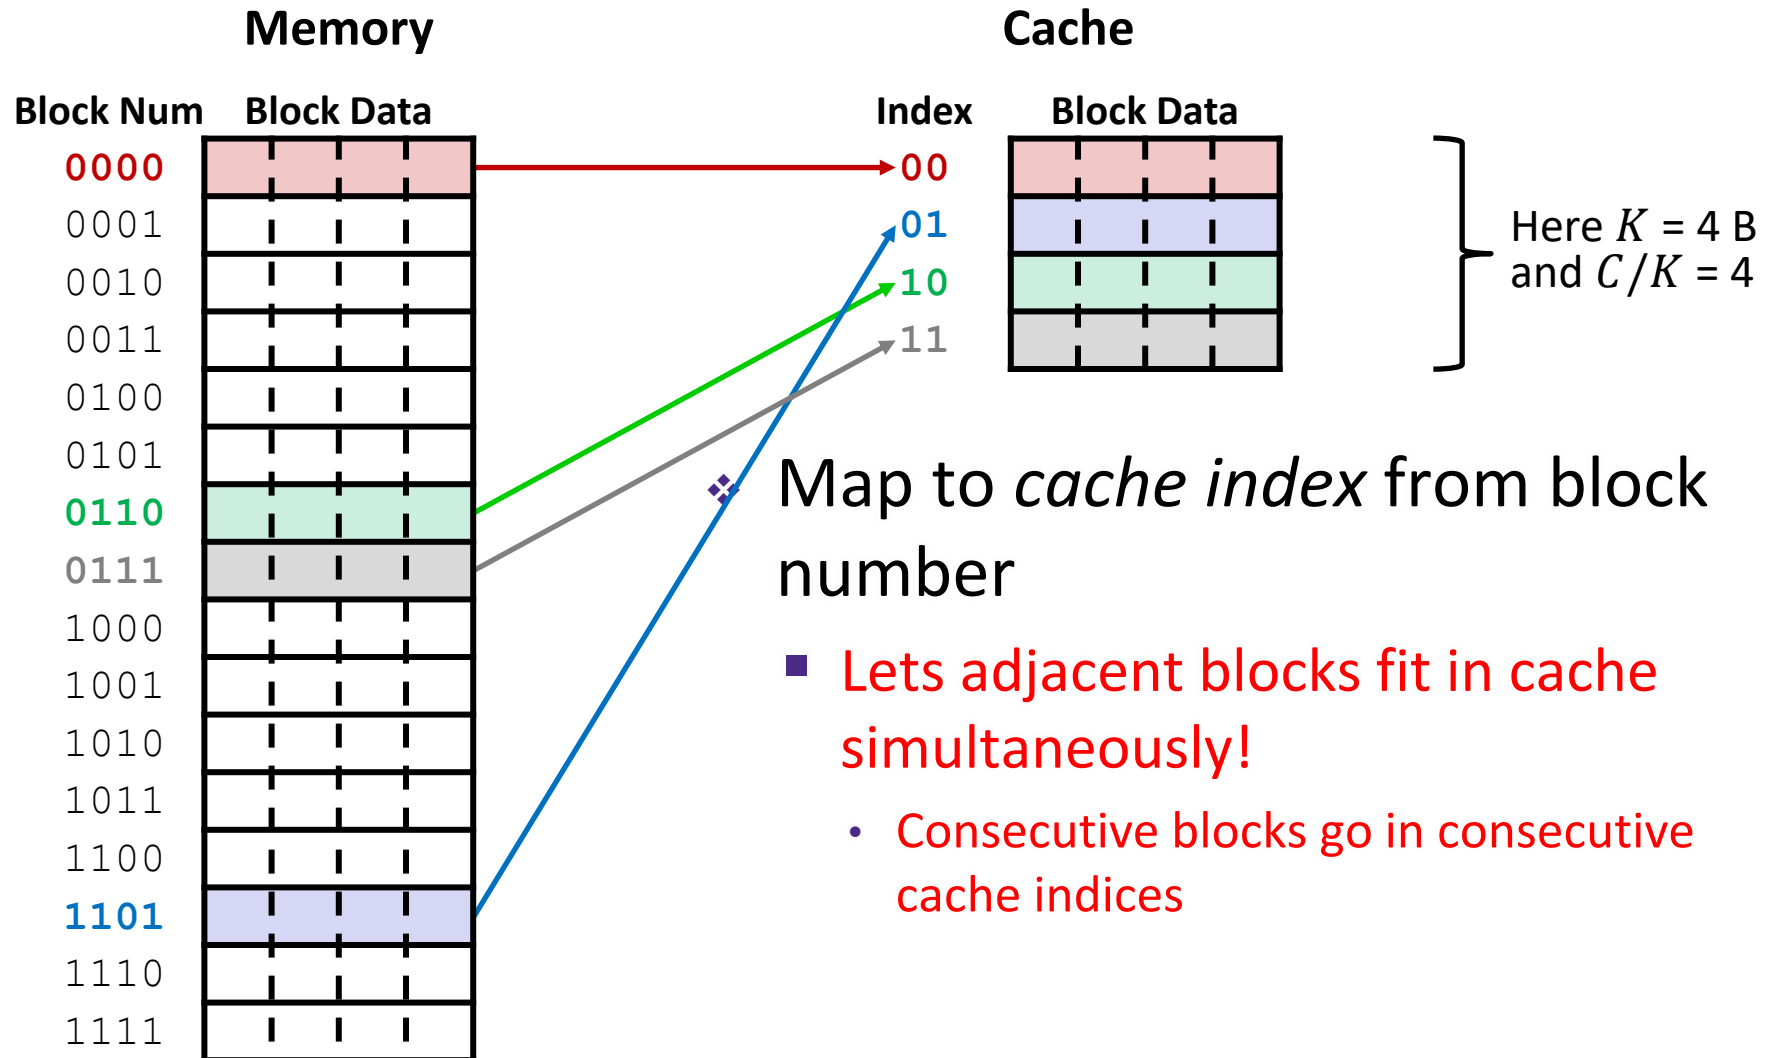 Memory
Cache
Block Num
Block Data
Index
Block Data
0000
0001
0010
0011
0100
0101
0110
0111
1000
1001
1010
1011
1100
1101
1110
1111
00
01
10
11
Here K = 4 B
and C/K = 4
❖ Map to cache index from block
number
▪ Lets adjacent blocks fit in cache
simultaneously!
• Consecutive blocks go in consecutive
cache indices